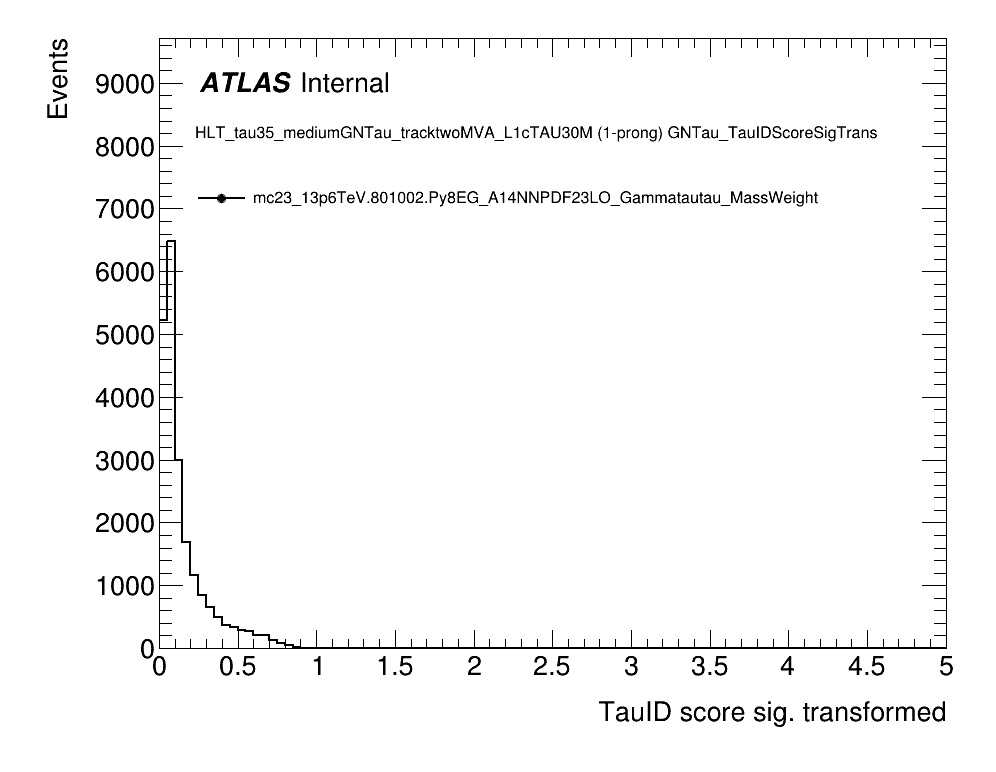 Events
9000
8000
7000
6000
5000
4000
3000
2000
1000
0
ATLAS Internal
HLT_tau35_mediumGNTau_tracktwoMVA_L1cTAU30M (1-prong) GNTau_TauIDScoreSigTrans
mc23_13p6TeV.801002.Py8EG_A14NNPDF23LO_Gammatautau_MassWeight
0 0.5 1 1.5 2 2.5 3 3.5 4 4.5 5
TauID score sig. transformed